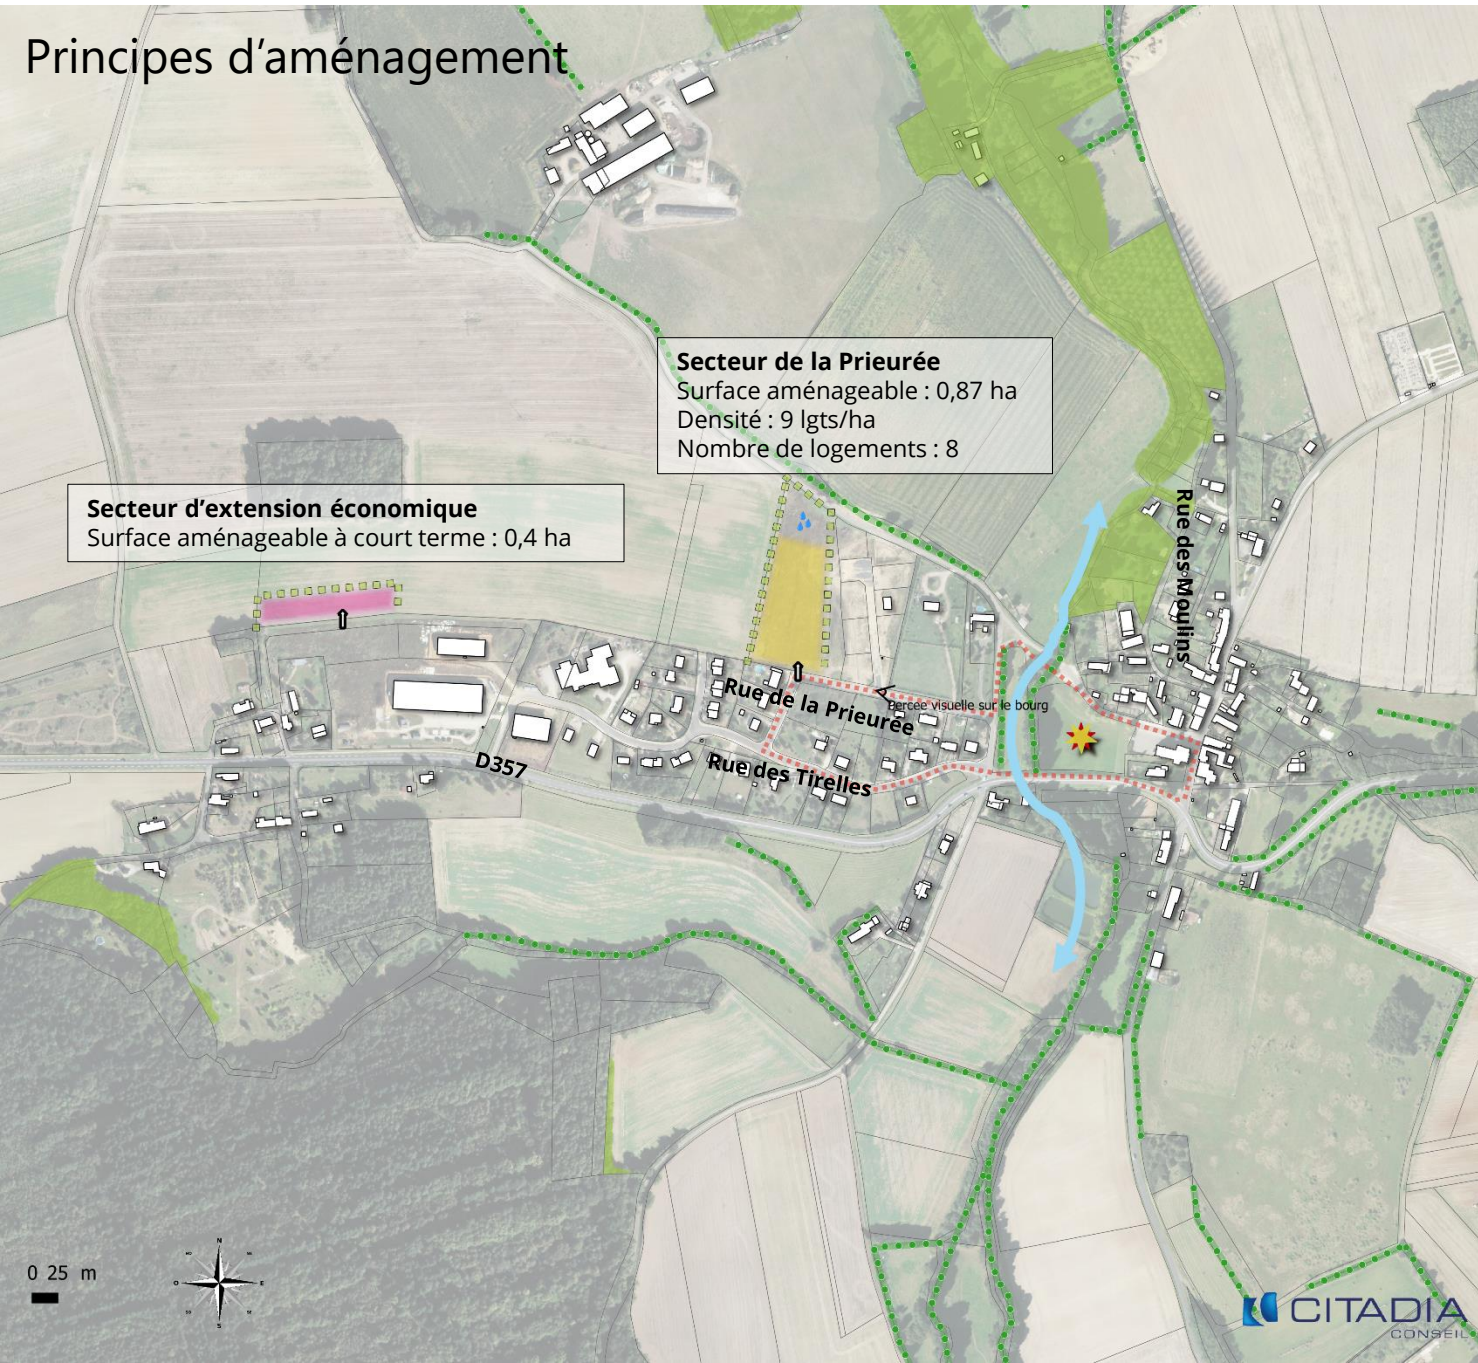 Principes d’aménagement
Secteur de la Prieurée
Surface aménageable : 0,87 ha
Densité : 9 lgts/ha
Nombre de logements : 8
Secteur d’extension économique
Surface aménageable à court terme : 0,4 ha
Rue des Moulins
Rue de la Prieurée
Percée visuelle sur le bourg
Rue des Tirelles
D357
0 25 m
N
O
E
S
CITADIA
CONSEIL